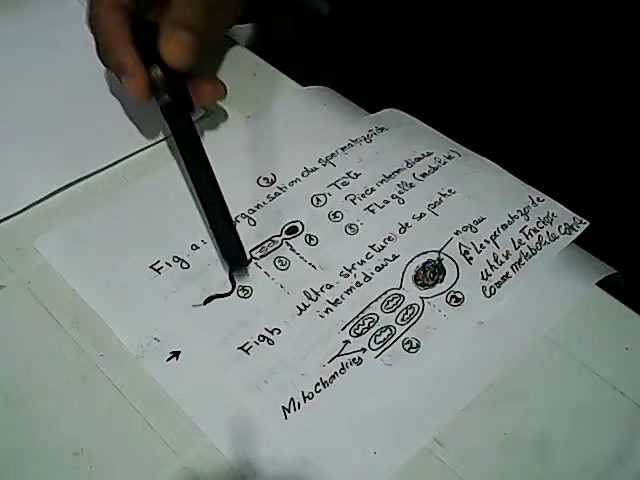 ②
Fig.a: organisation du spermatozoïde
①: Tête
② Pièce intermédiaire
③: Flagelle (mobilité)
①
②
③
Fig b: ultra structure de sa partie
intermédiaire
noyau
le spermatozoïde
utilise le fructose
comme métabolite
①
②
Mitochondries